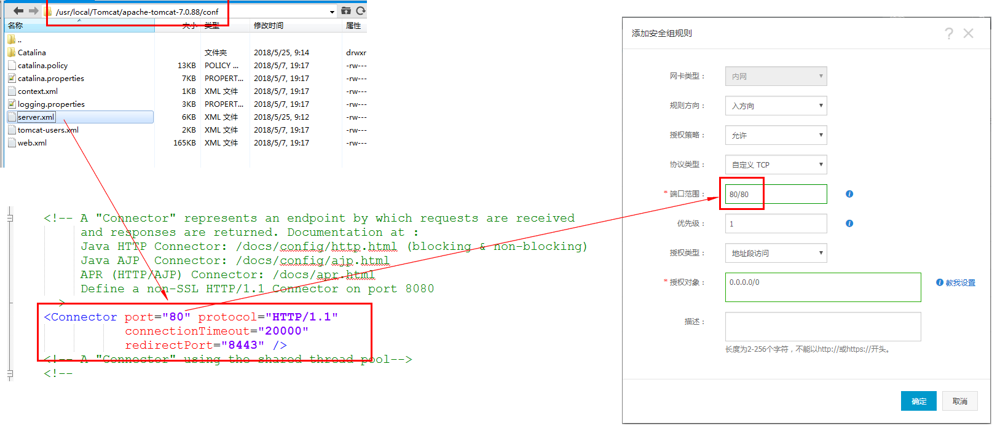 /usr/local/Tomcat/apache-tomcat-7.0.88/conf
名称 大小 类型 修改时间 属性
..
Catalina 文件夹 2018/5/25, 9:14 drwxr
catalina.policy 13KB POLICY ... 2018/5/7, 19:17 -rw---
catalina.properties 7KB PROPERT... 2018/5/7, 19:17 -rw---
context.xml 1KB XML 文件 2018/5/7, 19:17 -rw---
logging.properties 3KB PROPERT... 2018/5/7, 19:17 -rw---
server.xml 6KB XML 文件 2018/5/25, 9:12 -rw---
tomcat-users.xml 2KB XML 文件 2018/5/7, 19:17 -rw---
web.xml 165KB XML 文件 2018/5/7, 19:17 -rw---
<!-- A "Connector" represents an endpoint by which requests are received
and responses are returned. Documentation at :
Java HTTP Connector: /docs/config/http.html (blocking & non-blocking)
Java AJP  Connector: /docs/config/ajp.html
APR (HTTP/AJP) Connector: /docs/apr.html
Define a non-SSL HTTP/1.1 Connector on port 8080
>
<Connector port="80" protocol="HTTP/1.1"
connectionTimeout="20000"
redirectPort="8443" />
<!-- A "Connector" using the shared thread pool-->
<!--
添加安全组规则 ?
网卡类型： 内网
规则方向： 入方向
授权策略： 允许
协议类型： 自定义 TCP
* 端口范围： 80/80
优先级： 1
授权类型： 地址段访问
* 授权对象： 0.0.0.0/0 教我设置
描述：
长度为2-256个字符，不能以http://或https://开头。
确定 取消